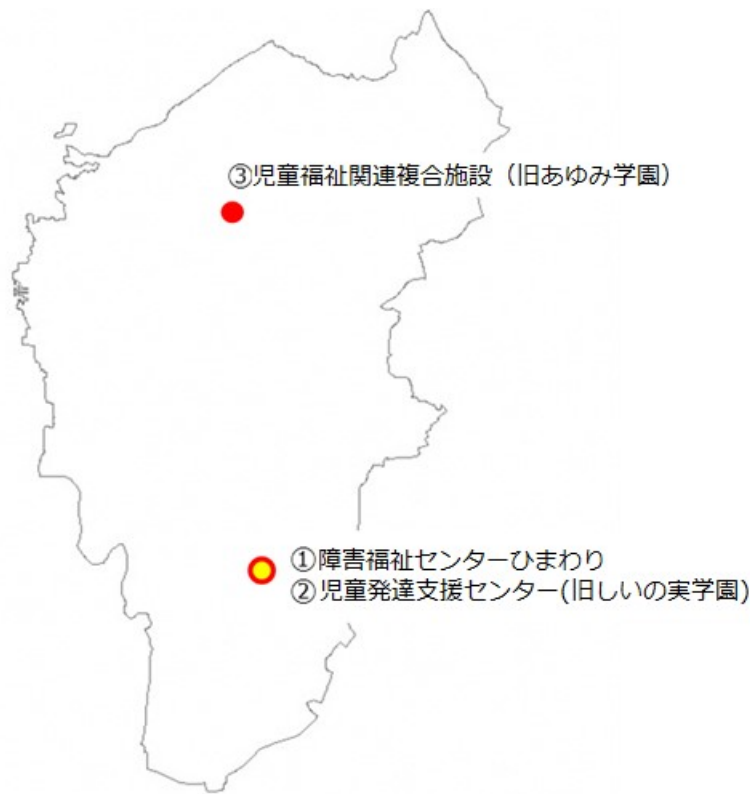 ③児童福祉関連複合施設（旧あゆみ学園）
①障害福祉センターひまわり
②児童発達支援センター(旧しいの実学園)